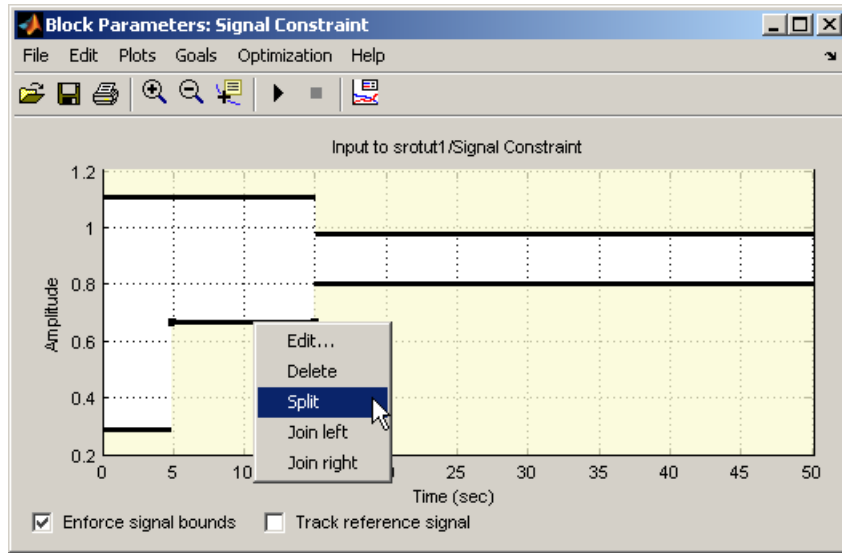 Block Parameters: Signal Constraint
File Edit Plots Goals Optimization Help
Input to srotut1/Signal Constraint
1.2
1
0.8
0.6
0.4
0.2
Amplitude
Edit...
Delete
Split
Join left
Join right
0 5 10 25 30 35 40 45 50
Time (sec)
Enforce signal bounds Track reference signal